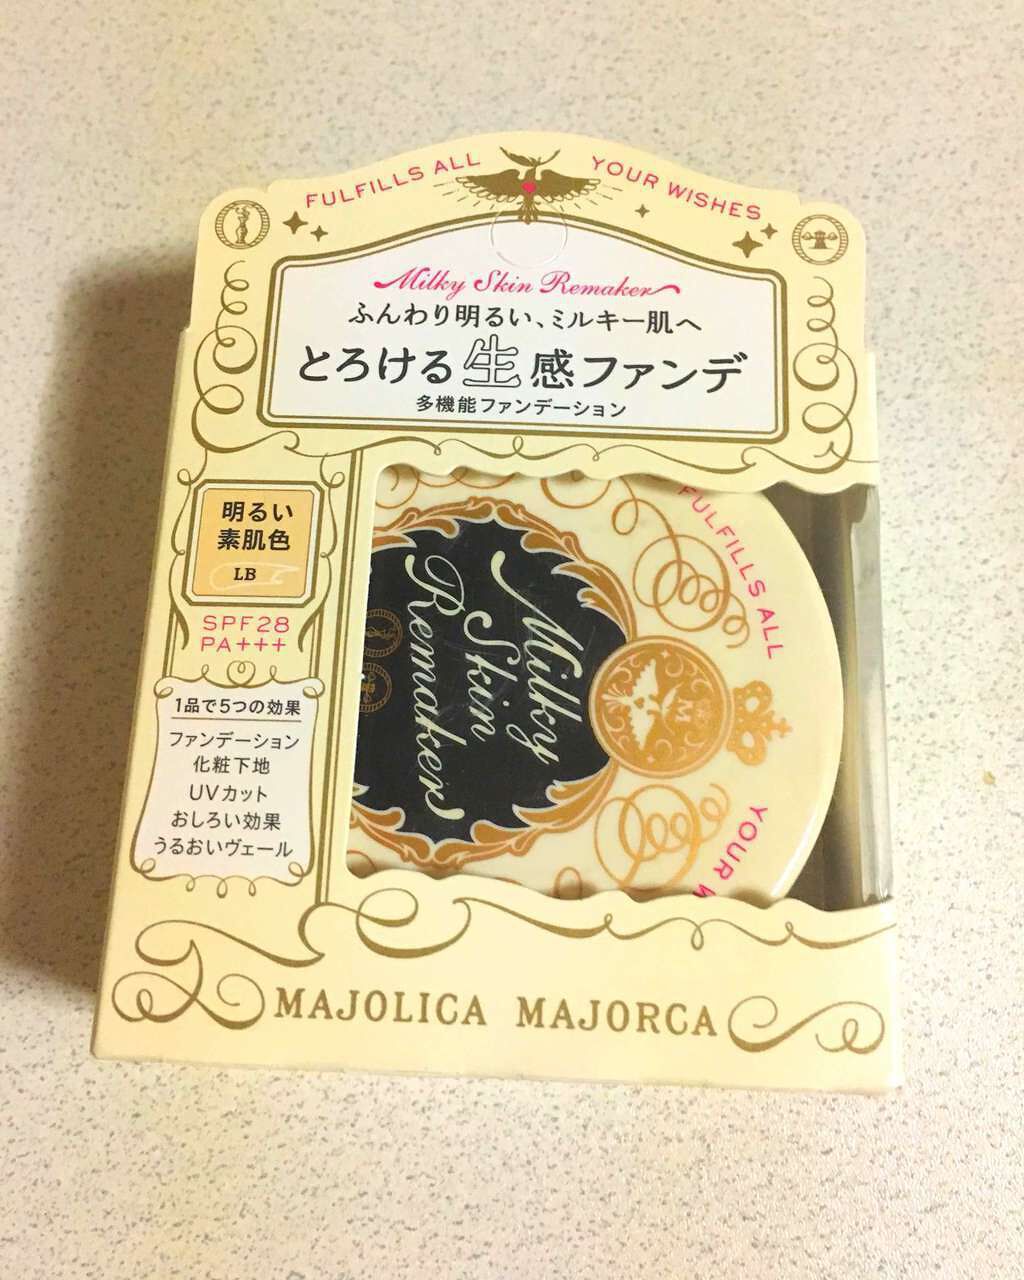 FULFILLS ALL YOUR WISHES
Milky Skin Remaker
ふんわり明るい、ミルキー肌へ
とろける生感ファンデ
多機能ファンデーション
明るい
素肌色
LB
SPF28
PA+++
1品で5つの効果
ファンデーション
化粧下地
UVカット
おしろい効果
うるおいヴェール
FULFILLS ALL
YOUR
Milky
Skin
Remaker
M
MAJOLICA MAJORCA